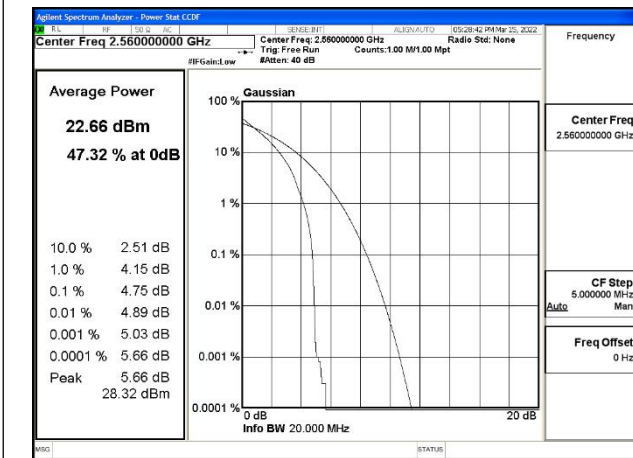 Agilent Spectrum Analyzer - Power Stat CCDF
RL RF 50 Ω AC SENSE:INT ALIGN AUTO 05:28:42 PM Mar 15, 2022
Center Freq 2.560000000 GHz
Center Freq: 2.560000000 GHz Radio Std: None
Trig: Free Run Counts:1.00 M/1.00 Mpt
#IFGain:Low #Atten: 40 dB
Frequency
Average Power
22.66 dBm
47.32 % at 0dB
10.0 % 2.51 dB
1.0 % 4.15 dB
0.1 % 4.75 dB
0.01 % 4.89 dB
0.001 % 5.03 dB
0.0001 % 5.66 dB
Peak 5.66 dB
28.32 dBm
Gaussian
100 %
10 %
1 %
0.1 %
0.01 %
0.001 %
0.0001 %
0 dB 20 dB
Info BW 20.000 MHz
Center Freq
2.560000000 GHz
CF Step
5.000000 MHz
Auto Man
Freq Offset
0 Hz
MSG STATUS